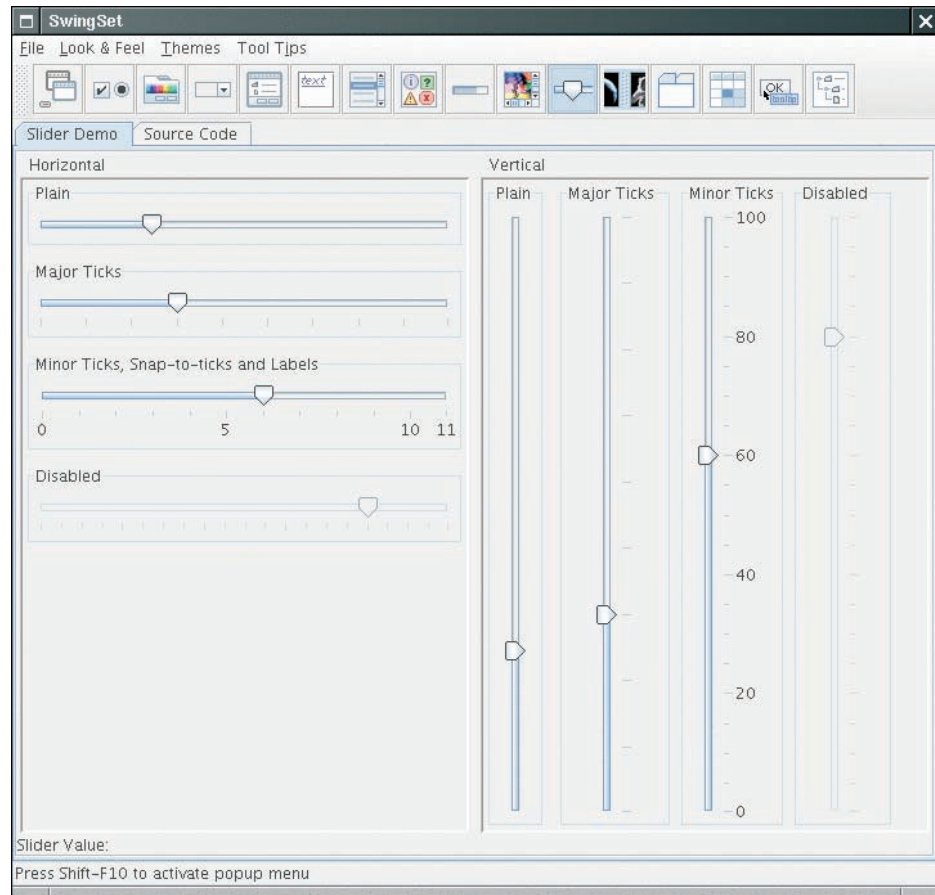 SwingSet
File Look & Feel Themes Tool Tips
text
OK
tooltip
Slider Demo Source Code
Horizontal
Plain
Major Ticks
Minor Ticks, Snap-to-ticks and Labels
0 5 10 11
Disabled
Vertical
Plain Major Ticks Minor Ticks Disabled
100
80
60
40
20
0
Slider Value:
Press Shift-F10 to activate popup menu